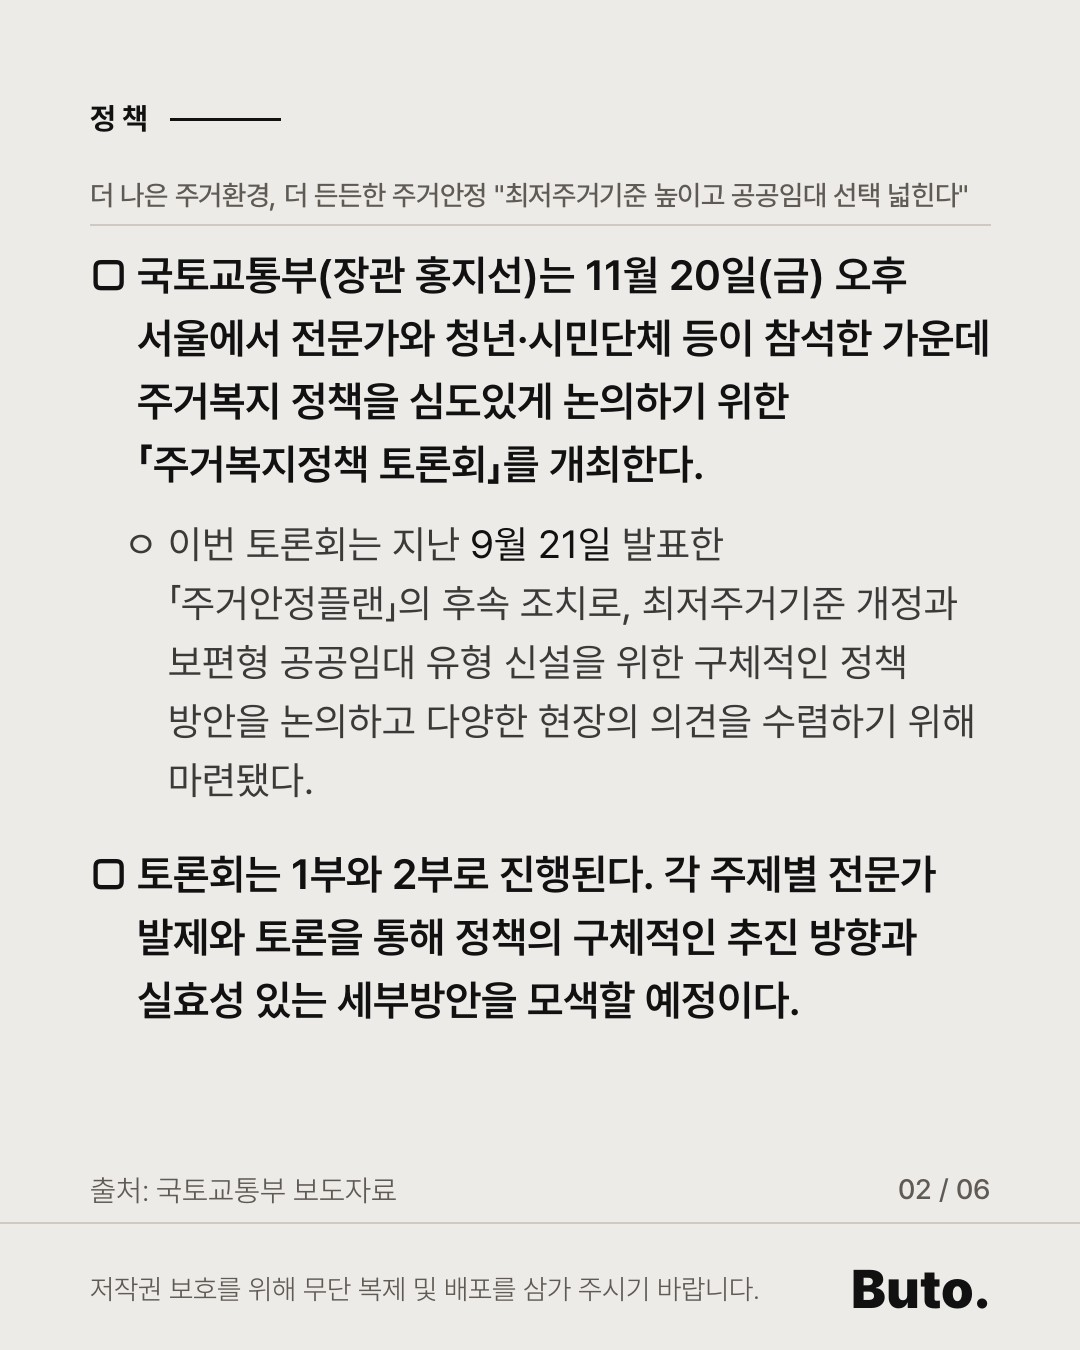 정책
더 나은 주거환경, 더 든든한 주거안정 "최저주거기준 높이고 공공임대 선택 넓힌다"
□ 국토교통부(장관 홍지선)는 11월 20일(금) 오후
서울에서 전문가와 청년·시민단체 등이 참석한 가운데
주거복지 정책을 심도있게 논의하기 위한
「주거복지정책 토론회」를 개최한다.
ㅇ 이번 토론회는 지난 9월 21일 발표한
「주거안정플랜」의 후속 조치로, 최저주거기준 개정과
보편형 공공임대 유형 신설을 위한 구체적인 정책
방안을 논의하고 다양한 현장의 의견을 수렴하기 위해
마련됐다.
□ 토론회는 1부와 2부로 진행된다. 각 주제별 전문가
발제와 토론을 통해 정책의 구체적인 추진 방향과
실효성 있는 세부방안을 모색할 예정이다.
출처: 국토교통부 보도자료
02 / 06
저작권 보호를 위해 무단 복제 및 배포를 삼가 주시기 바랍니다.
Buto.